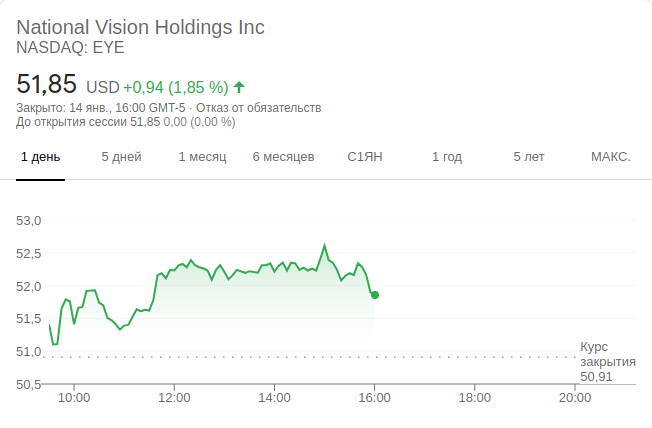 National Vision Holdings Inc
NASDAQ: EYE
51,85 USD +0,94 (1,85 %)
Закрыто: 14 янв., 16:00 GMT-5 · Отказ от обязательств
До открытия сессии 51,85 0,00 (0,00 %)
1 день 5 дней 1 месяц 6 месяцев С1ЯН 1 год 5 лет МАКС.
53,0
52,5
52,0
51,5
51,0
50,5
Курс
закрытия
50,91
10:00 12:00 14:00 16:00 18:00 20:00